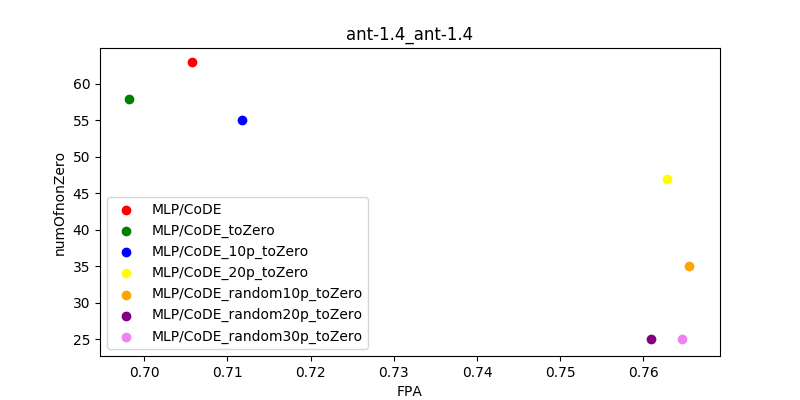 ant-1.4_ant-1.4
numOfnonZero
60
55
50
45
40
35
30
25
MLP/CoDE
MLP/CoDE_toZero
MLP/CoDE_10p_toZero
MLP/CoDE_20p_toZero
MLP/CoDE_random10p_toZero
MLP/CoDE_random20p_toZero
MLP/CoDE_random30p_toZero
0.70 0.71 0.72 0.73 0.74 0.75 0.76
FPA